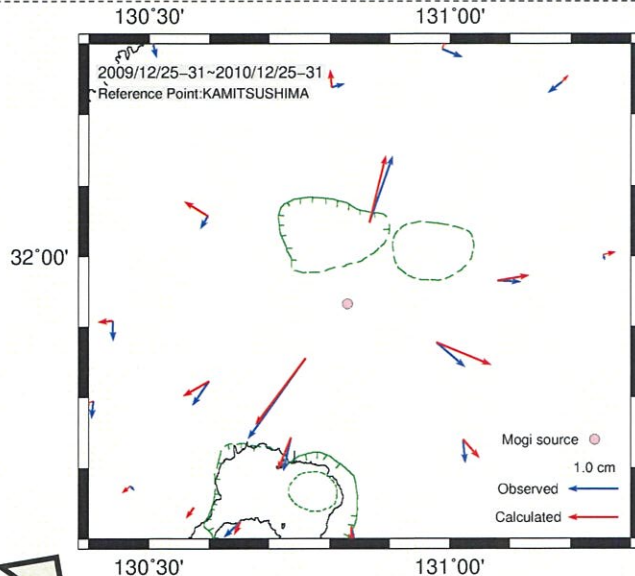 130˚30' 131˚00'
2009/12/25-31~2010/12/25-31
Reference Point:KAMITSUSHIMA
32˚00'
Mogi source
1.0 cm
Observed
Calculated
130˚30' 131˚00'